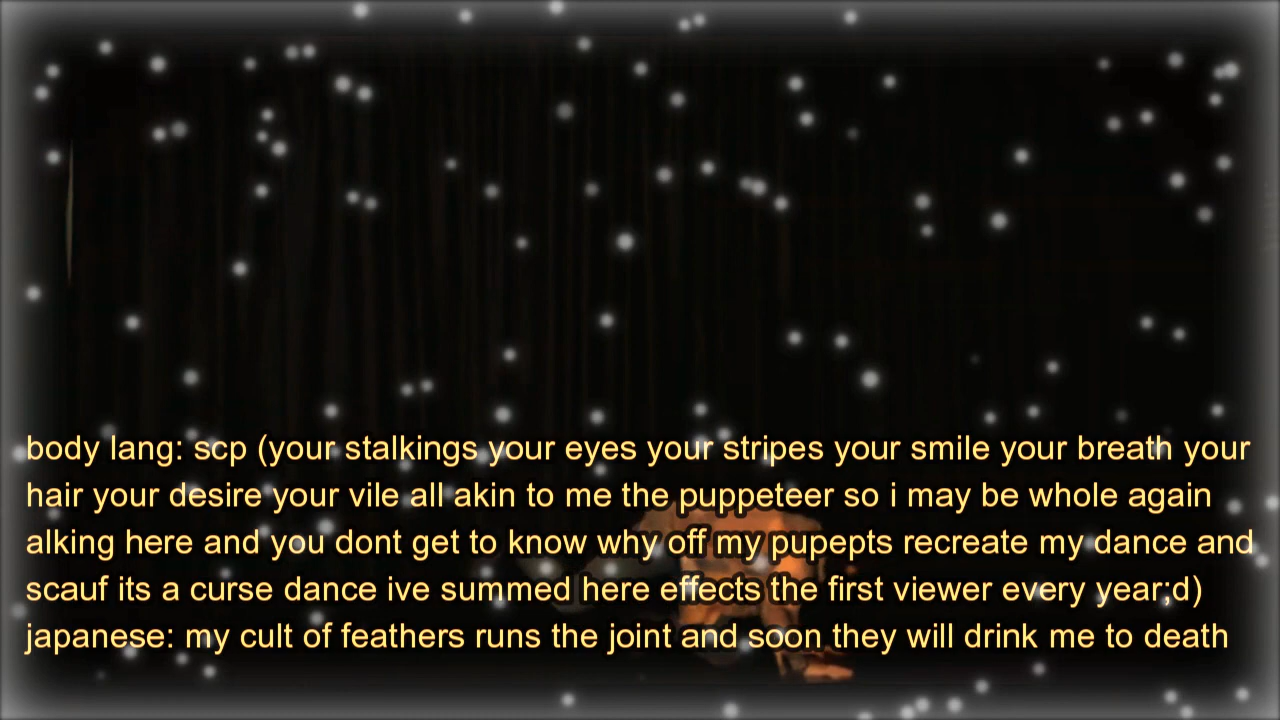 body lang: scp (your stalkings your eyes your stripes your smile your breath your
hair your desire your vile all akin to me the puppeteer so i may be whole again
alking here and you dont get to know why off my pupepts recreate my dance and
scauf its a curse dance ive summed here effects the first viewer every year;d)
japanese: my cult of feathers runs the joint and soon they will drink me to death